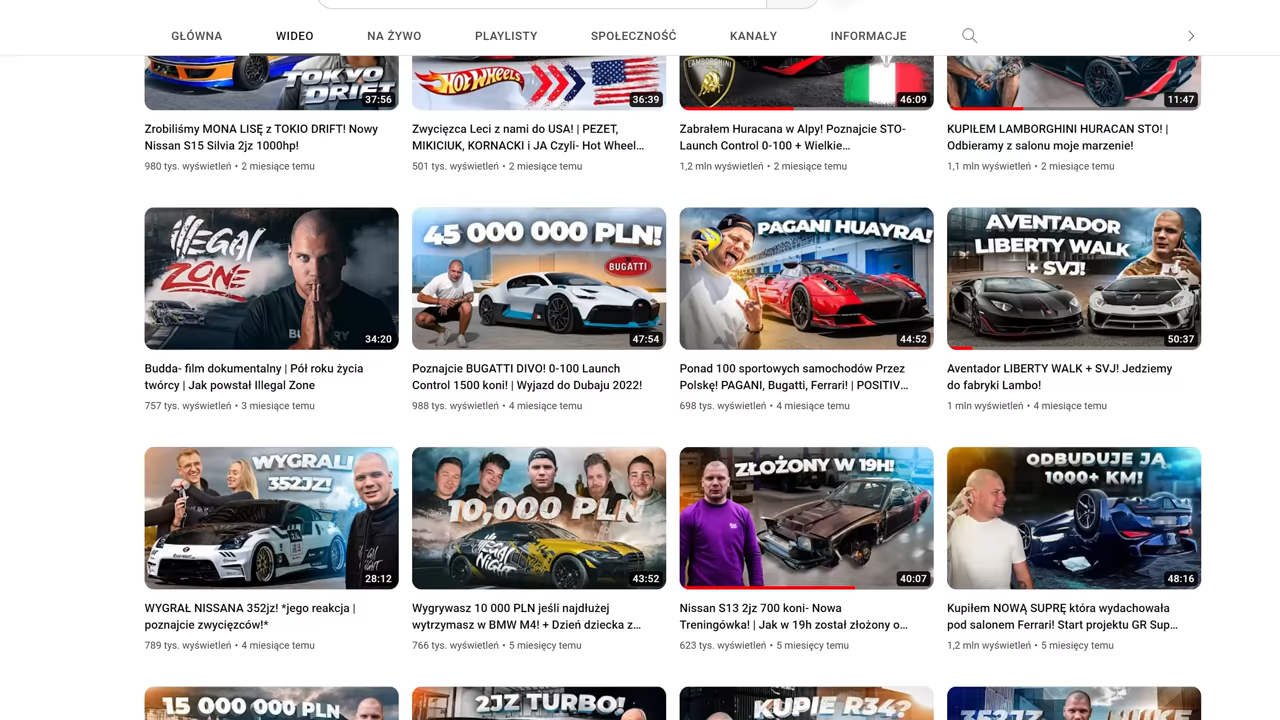 GŁÓWNA
WIDEO
NA ŻYWO
PLAYLISTY
SPOŁECZNOŚĆ
KANAŁY
INFORMACJE
TOKYO
DRIFT
37:56
HOT WHEELS
36:39
LAMBORGHINI
46:09
11:47
Zrobiliśmy MONA LISĘ z TOKIO DRIFT! Nowy
Nissan S15 Silvia 2jz 1000hp!
980 tys. wyświetleń • 2 miesiące temu
Zwycięzca Leci z nami do USA! | PEZET,
MIKICIUK, KORNACKI i JA Czyli- Hot Wheel…
501 tys. wyświetleń • 2 miesiące temu
Zabrałem Huracana w Alpy! Poznajcie STO-
Launch Control 0-100 + Wielkie…
1,2 mln wyświetleń • 2 miesiące temu
KUPIŁEM LAMBORGHINI HURACAN STO! |
Odbieramy z salonu moje marzenie!
1,1 mln wyświetleń • 2 miesiące temu
ILLEGAL
ZONE
34:20
45 000 000 PLN!
BUGATTI
47:54
PAGANI HUAYRA!
44:52
AVENTADOR
LIBERTY WALK
+ SVJ!
50:37
Budda- film dokumentalny | Pół roku życia
twórcy | Jak powstał Illegal Zone
757 tys. wyświetleń • 3 miesiące temu
Poznajcie BUGATTI DIVO! 0-100 Launch
Control 1500 koni! | Wyjazd do Dubaju 2022!
988 tys. wyświetleń • 4 miesiące temu
Ponad 100 sportowych samochodów Przez
Polskę! PAGANI, Bugatti, Ferrari! | POSITIV…
698 tys. wyświetleń • 4 miesiące temu
Aventador LIBERTY WALK + SVJ! Jedziemy
do fabryki Lambo!
1 mln wyświetleń • 4 miesiące temu
WYGRALI
352JZ!
28:12
10,000 PLN
ILLEGAL
NIGHT
43:52
ZŁOŻONY W 19H!
40:07
ODBUDUJE JĄ
1000+ KM!
48:16
WYGRAŁ NISSANA 352jz! *jego reakcja |
poznajcie zwycięzców!*
789 tys. wyświetleń • 4 miesiące temu
Wygrywasz 10 000 PLN jeśli najdłużej
wytrzymasz w BMW M4! + Dzień dziecka z…
766 tys. wyświetleń • 5 miesięcy temu
Nissan S13 2jz 700 koni- Nowa
Treningówka! | Jak w 19h został złożony o…
623 tys. wyświetleń • 5 miesięcy temu
Kupiłem NOWĄ SUPRĘ która wydachowała
pod salonem Ferrari! Start projektu GR Sup…
1,2 mln wyświetleń • 5 miesięcy temu
15 000 000 PLN
2JZ TURBO!
KUPIE R34?
352JZ